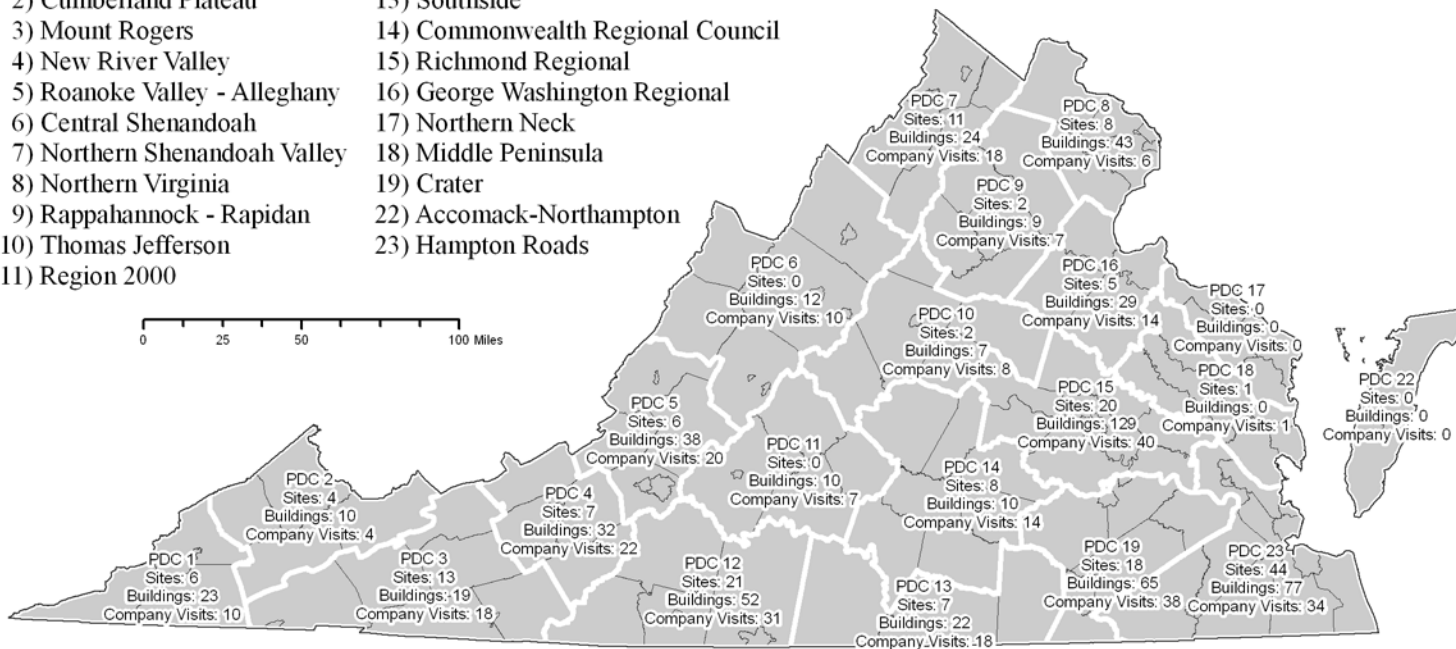 2) Cumberland Plateau
3) Mount Rogers
4) New River Valley
5) Roanoke Valley - Alleghany
6) Central Shenandoah
7) Northern Shenandoah Valley
8) Northern Virginia
9) Rappahannock - Rapidan
10) Thomas Jefferson
11) Region 2000
13) Southside
14) Commonwealth Regional Council
15) Richmond Regional
16) George Washington Regional
17) Northern Neck
18) Middle Peninsula
19) Crater
22) Accomack-Northampton
23) Hampton Roads
0 25 50 100 Miles
PDC 7
Sites: 11
Buildings: 24
Company Visits: 18
PDC 8
Sites: 8
Buildings: 43
Company Visits: 6
PDC 9
Sites: 2
Buildings: 9
Company Visits: 7
PDC 6
Sites: 0
Buildings: 12
Company Visits: 10
PDC 16
Sites: 5
Buildings: 29
Company Visits: 14
PDC 17
Sites: 0
Buildings: 0
Company Visits: 0
PDC 10
Sites: 2
Buildings: 7
Company Visits: 8
PDC 18
Sites: 1
Buildings: 0
Company Visits: 1
PDC 22
Sites: 0
Buildings: 0
Company Visits: 0
PDC 15
Sites: 20
Buildings: 129
Company Visits: 40
PDC 5
Sites: 6
Buildings: 38
Company Visits: 20
PDC 11
Sites: 0
Buildings: 10
Company Visits: 7
PDC 14
Sites: 8
Buildings: 10
Company Visits: 14
PDC 2
Sites: 4
Buildings: 10
Company Visits: 4
PDC 4
Sites: 7
Buildings: 32
Company Visits: 22
PDC 1
Sites: 6
Buildings: 23
Company Visits: 10
PDC 3
Sites: 13
Buildings: 19
Company Visits: 18
PDC 12
Sites: 21
Buildings: 52
Company Visits: 31
PDC 13
Sites: 7
Buildings: 22
Company Visits: 18
PDC 19
Sites: 18
Buildings: 65
Company Visits: 38
PDC 23
Sites: 44
Buildings: 77
Company Visits: 34